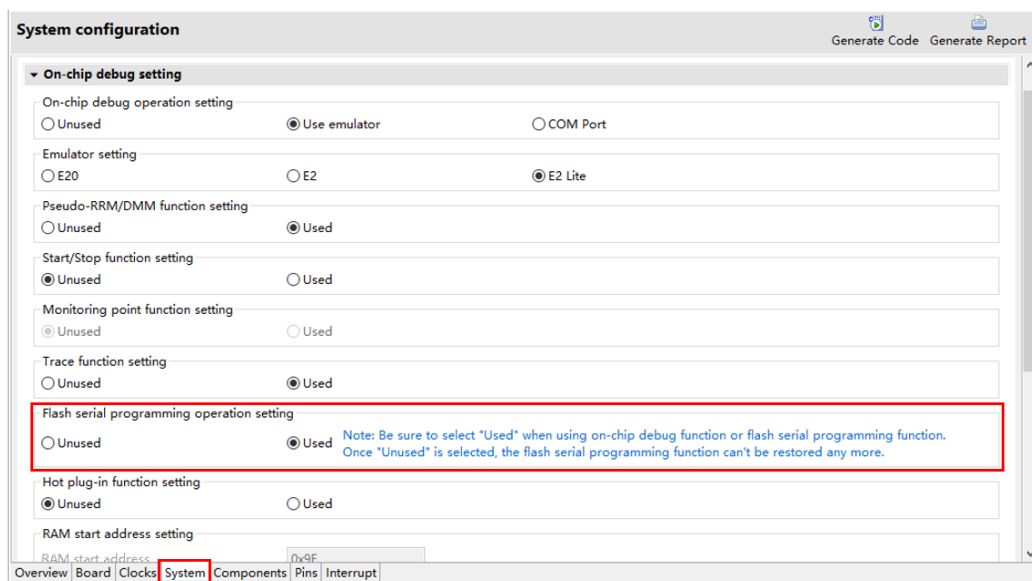 System configuration
Generate Code Generate Report
On-chip debug setting
On-chip debug operation setting
Unused Use emulator COM Port
Emulator setting
E20 E2 E2 Lite
Pseudo-RRM/DMM function setting
Unused Used
Start/Stop function setting
Unused Used
Monitoring point function setting
Unused Used
Trace function setting
Unused Used
Flash serial programming operation setting
Unused Used Note: Be sure to select "Used" when using on-chip debug function or flash serial programming function.
Once "Unused" is selected, the flash serial programming function can't be restored any more.
Hot plug-in function setting
Unused Used
RAM start address setting
RAM start address 0x9F
Overview Board Clocks System Components Pins Interrupt